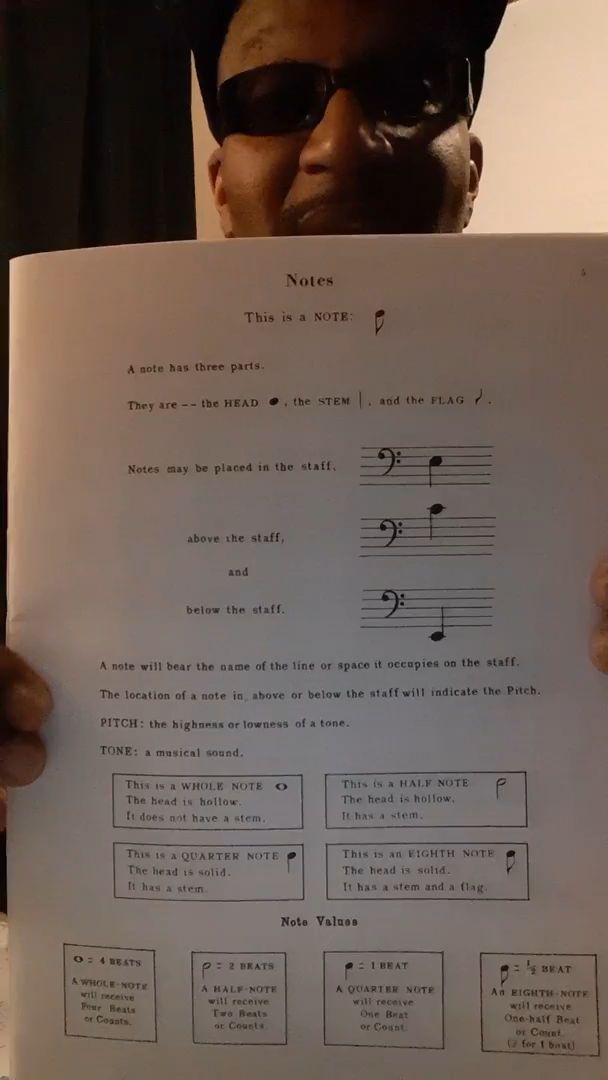 Notes
5
This is a NOTE:
A note has three parts.
They are -- the HEAD , the STEM , and the FLAG .
Notes may be placed in the staff,
above the staff,
and
below the staff.
A note will bear the name of the line or space it occupies on the staff.
The location of a note in, above or below the staff will indicate the Pitch.
PITCH: the highness or lowness of a tone.
TONE: a musical sound.
This is a WHOLE NOTE
The head is hollow.
It does not have a stem.
This is a HALF NOTE
The head is hollow.
It has a stem.
This is a QUARTER NOTE
The head is solid.
It has a stem.
This is an EIGHTH NOTE
The head is solid.
It has a stem and a flag.
Note Values
= 4 BEATS
A WHOLE-NOTE
will receive
Four Beats
or Counts.
= 2 BEATS
A HALF-NOTE
will receive
Two Beats
or Counts.
= 1 BEAT
A QUARTER NOTE
will receive
One Beat
or Count.
= ½ BEAT
An EIGHTH-NOTE
will receive
One-half Beat
or Count.
(2 for 1 beat)